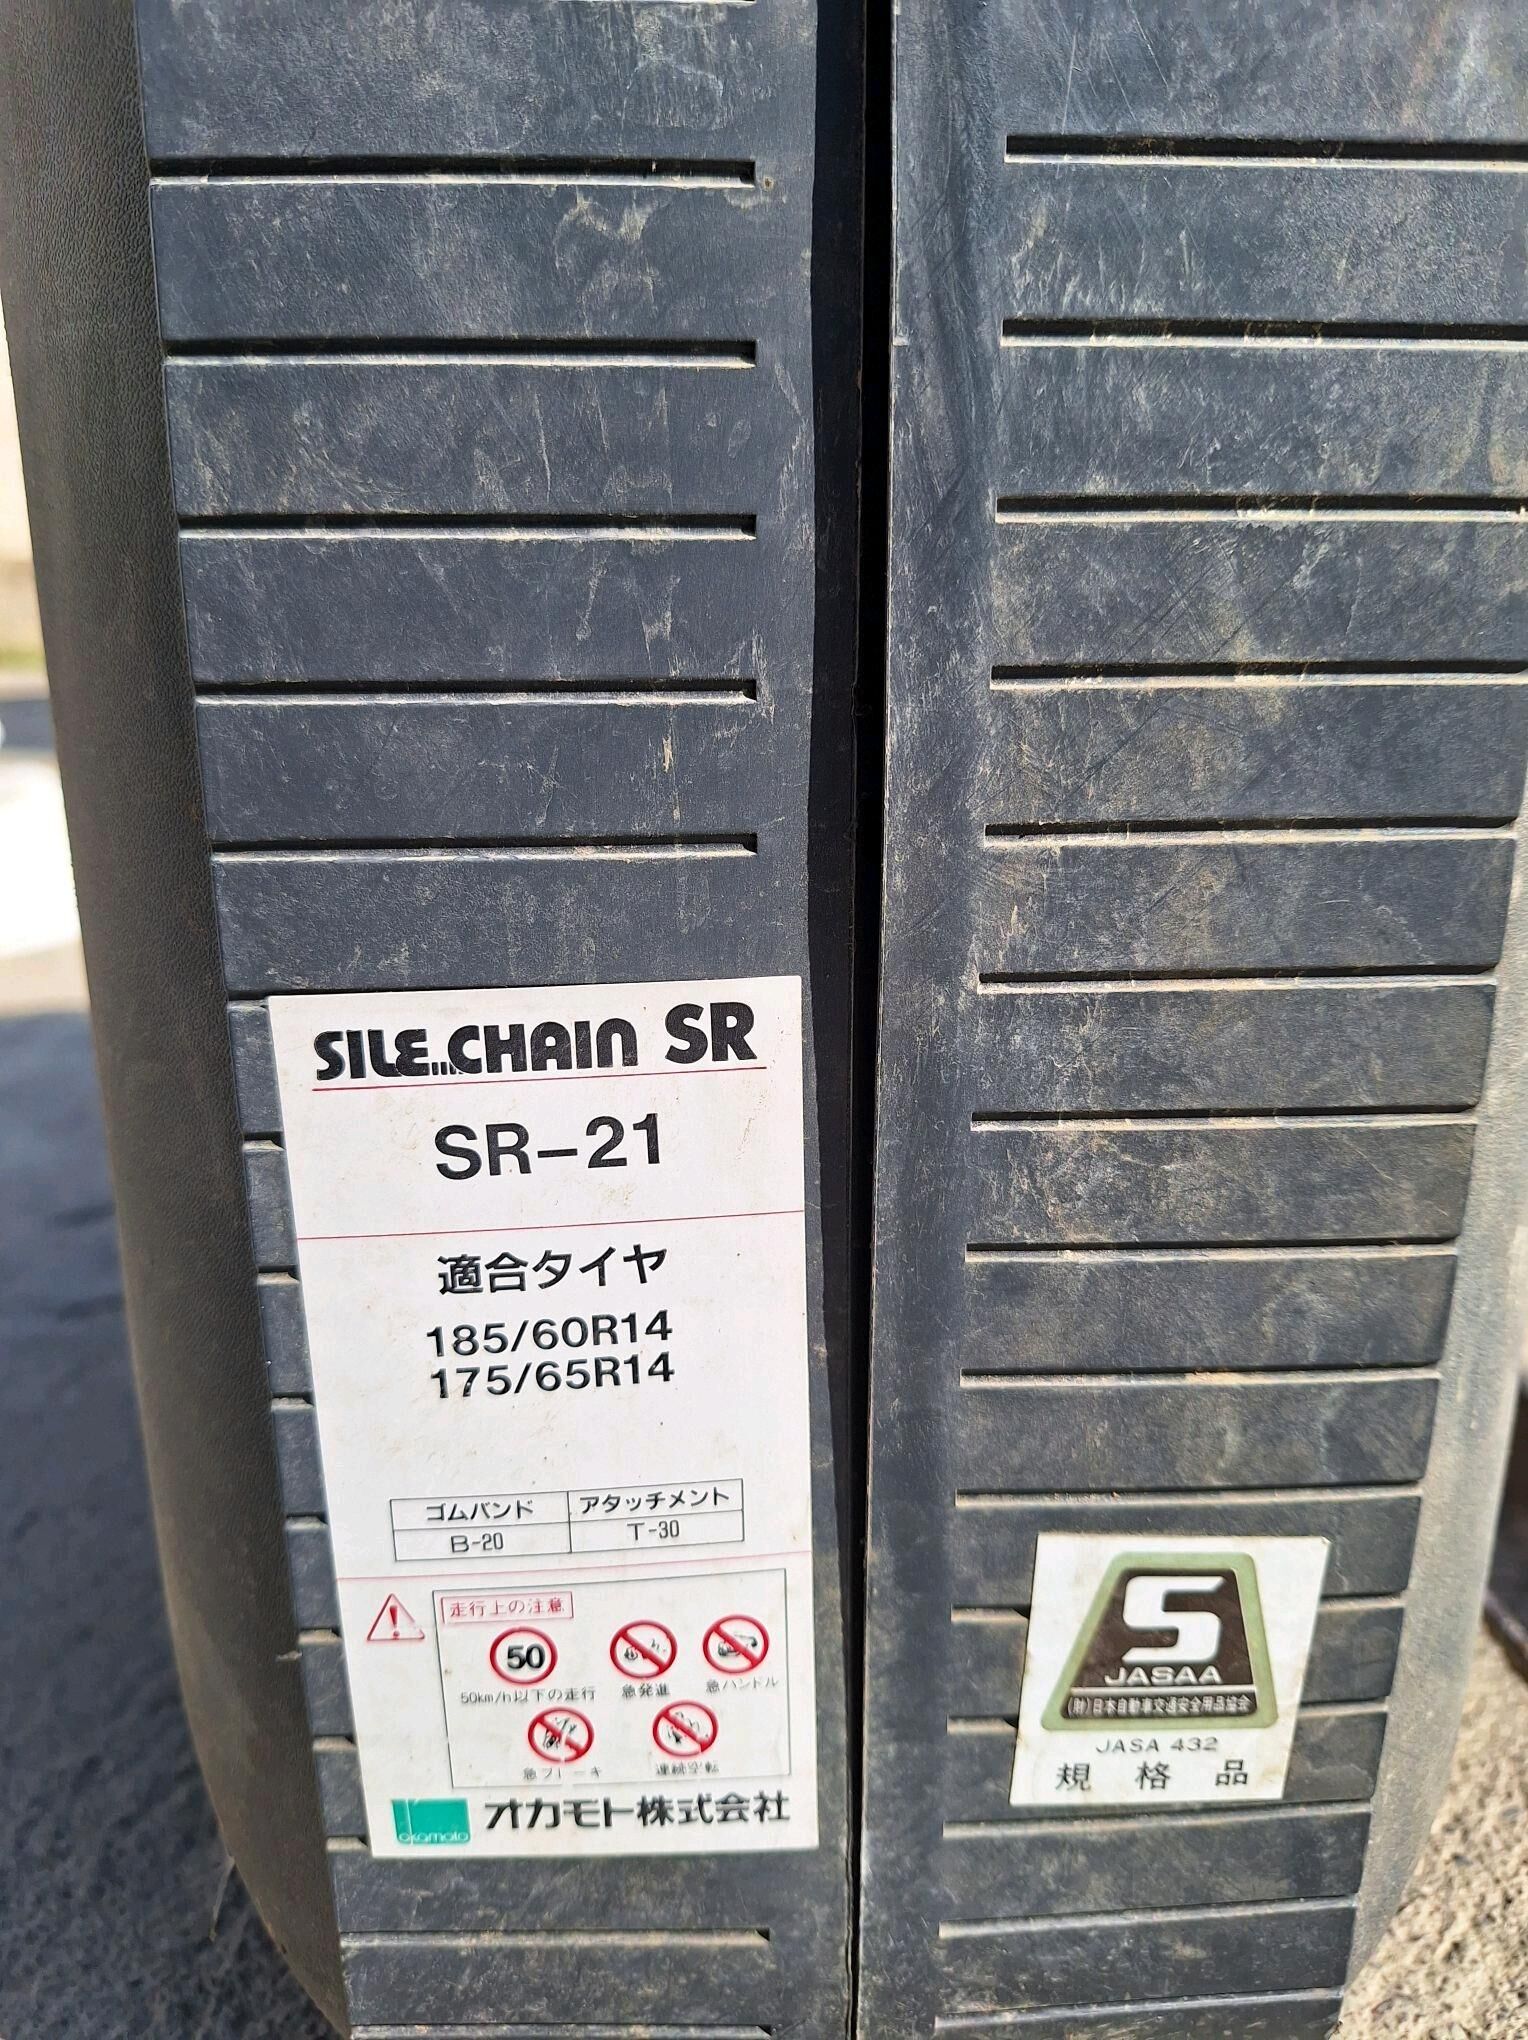 SILE...CHAIN SR
SR-21
適合タイヤ
185/60R14
175/65R14
ゴムバンド アタッチメント
B-20 T-30
走行上の注意
50
50km/h以下の走行 急発進 急ハンドル
急ブレーキ 連続空転
okamoto オカモト株式会社
S
JASAA
(財)日本自動車交通安全用品協会
JASA 432
規格品